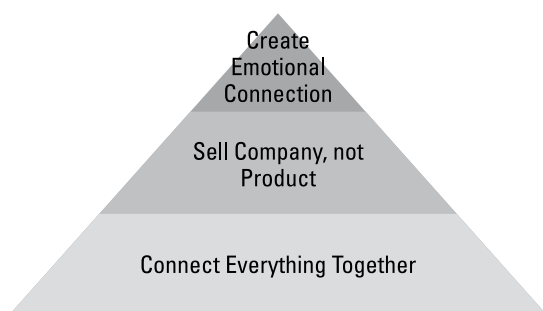 Create
Emotional
Connection
Sell Company, not
Product
Connect Everything Together